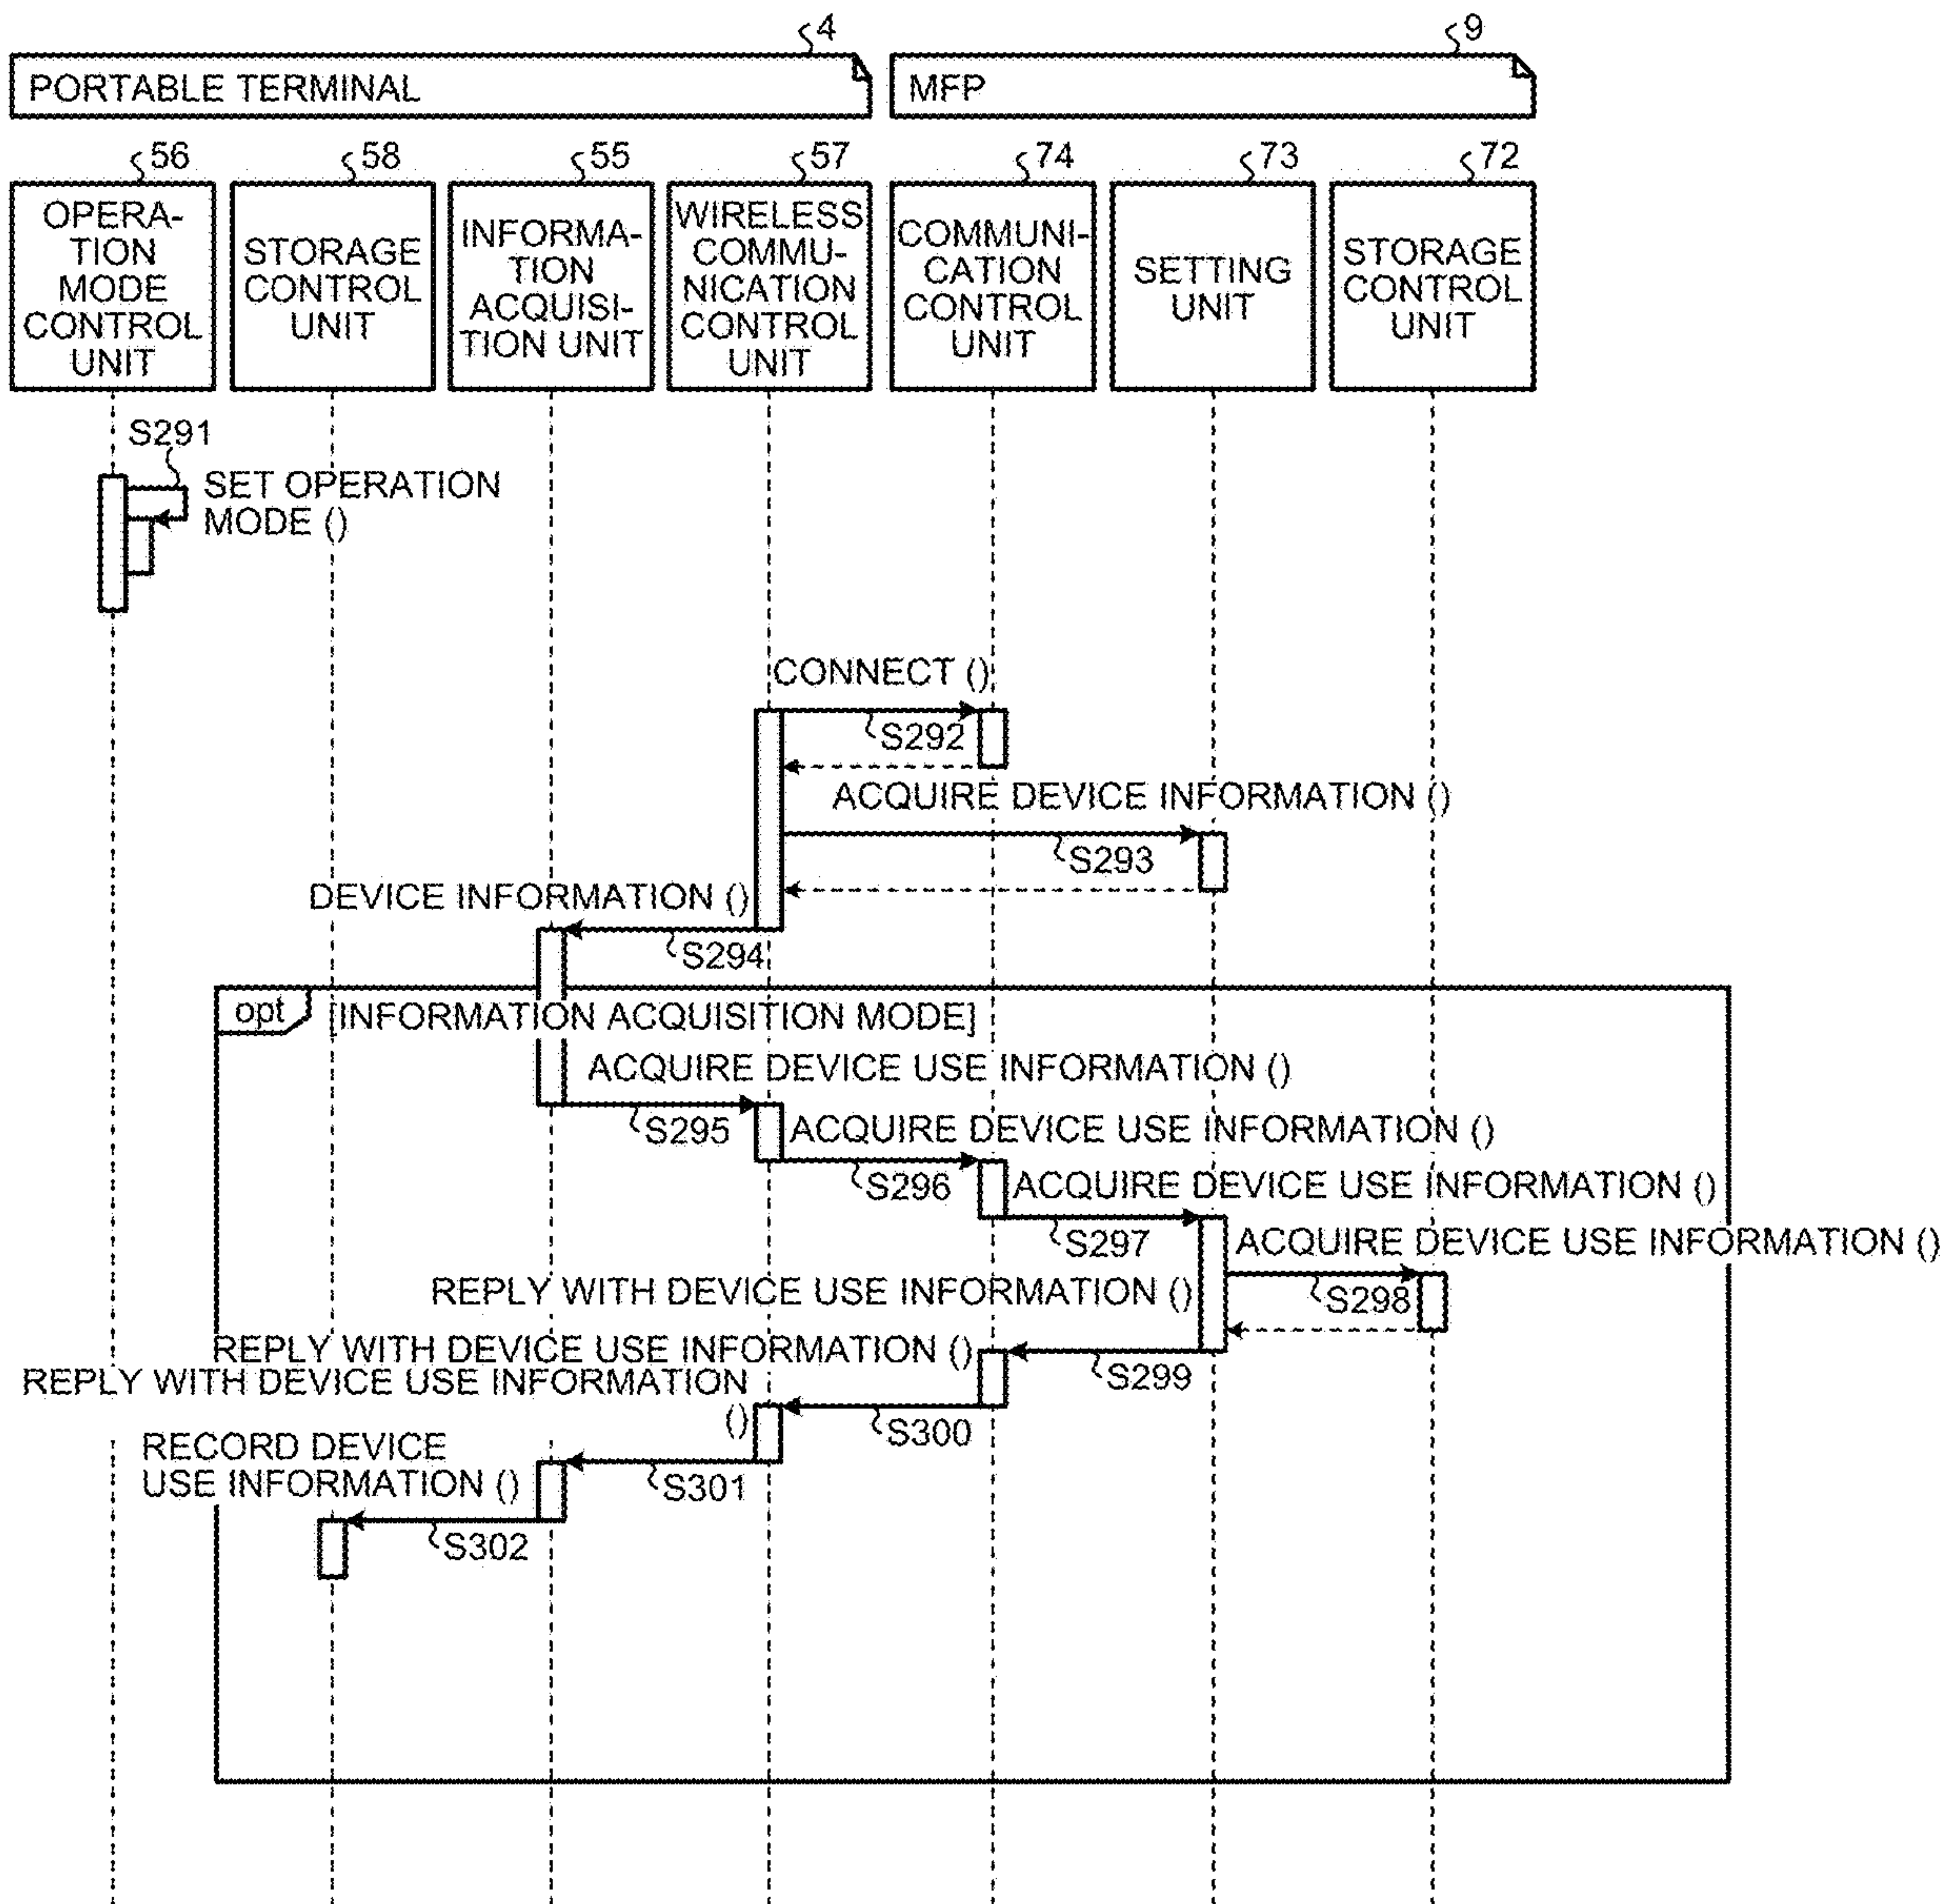 4
9
PORTABLE TERMINAL
MFP
56
58
55
57
74
73
72
OPERA-
TION
MODE
CONTROL
UNIT
STORAGE
CONTROL
UNIT
INFORMA-
TION
ACQUISI-
TION UNIT
WIRELESS
COMMU-
NICATION
CONTROL
UNIT
COMMUNI-
CATION
CONTROL
UNIT
SETTING
UNIT
STORAGE
CONTROL
UNIT
S291
SET OPERATION
MODE ()
CONNECT ()
S292
ACQUIRE DEVICE INFORMATION ()
S293
DEVICE INFORMATION ()
S294
opt
[INFORMATION ACQUISITION MODE]
ACQUIRE DEVICE USE INFORMATION ()
S295
ACQUIRE DEVICE USE INFORMATION ()
S296
ACQUIRE DEVICE USE INFORMATION ()
S297
ACQUIRE DEVICE USE INFORMATION ()
S298
REPLY WITH DEVICE USE INFORMATION ()
S299
REPLY WITH DEVICE USE INFORMATION ()
S300
REPLY WITH DEVICE USE INFORMATION
()
S301
RECORD DEVICE
USE INFORMATION ()
S302